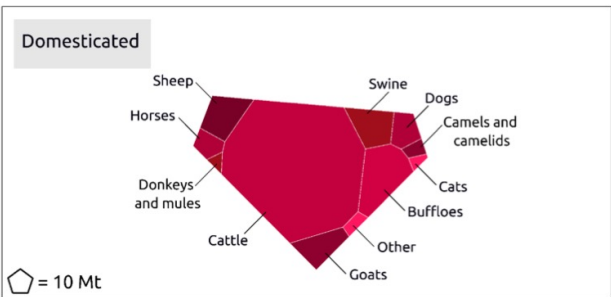 Domesticated
Sheep
Swine
Dogs
Horses
Camels and
camelids
Donkeys
and mules
Cats
Buffloes
Cattle
Other
Goats
= 10 Mt